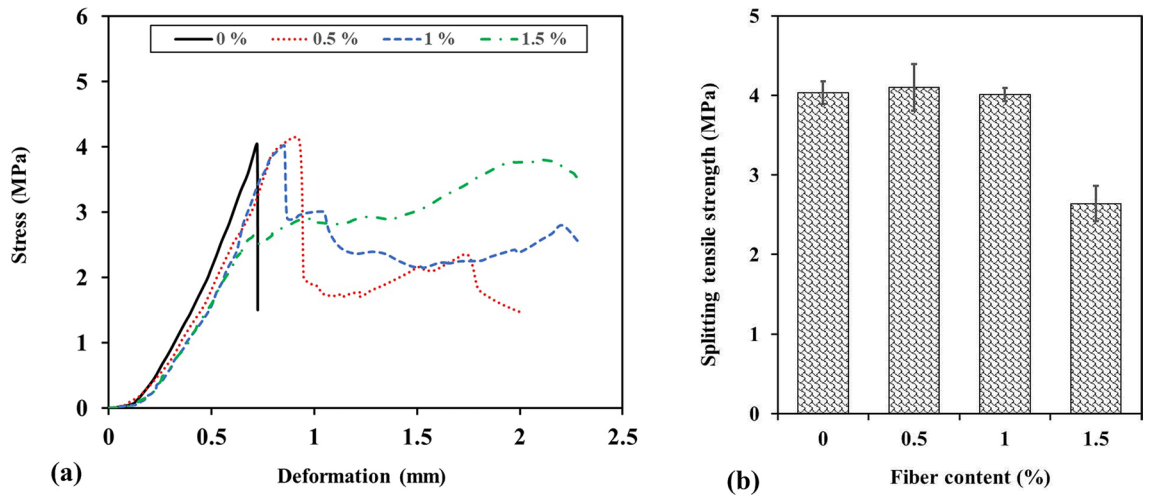 6
5
4
3
2
1
0
Stress (MPa)
0 % 0.5 % 1 % 1.5 %
0 0.5 1 1.5 2 2.5
Deformation (mm)
(a)
5
4
3
2
1
0
Splitting tensile strength (MPa)
0 0.5 1 1.5
Fiber content (%)
(b)